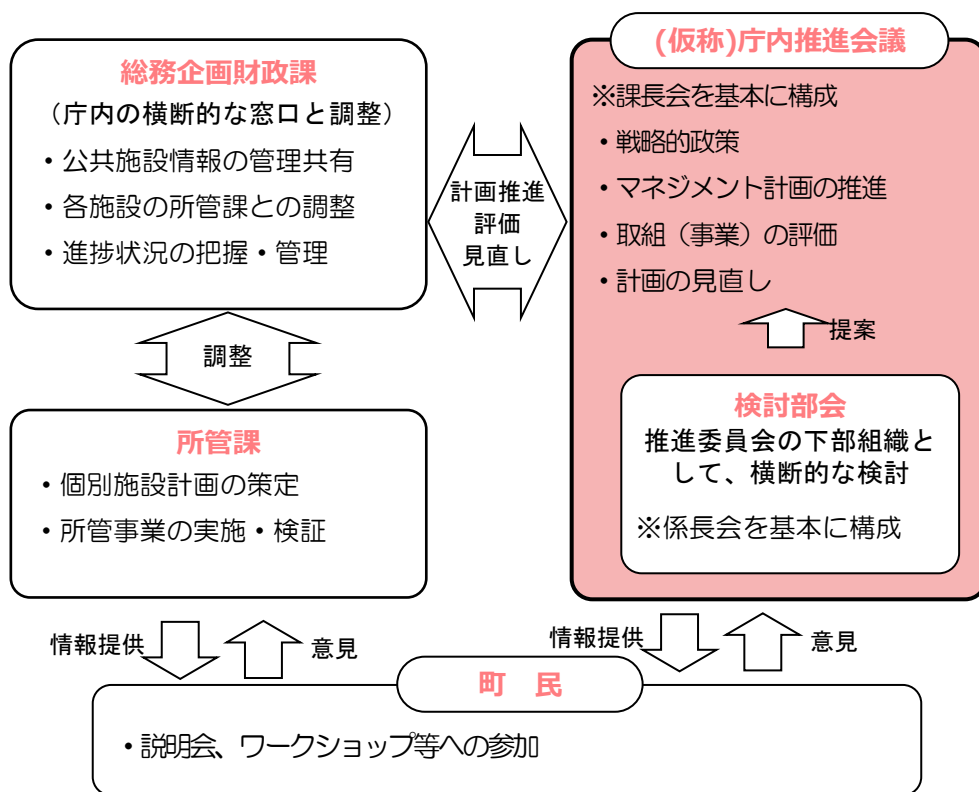 総務企画財政課
（庁内の横断的な窓口と調整）
・公共施設情報の管理共有
・各施設の所管課との調整
・進捗状況の把握・管理
計画推進
評価
見直し
(仮称)庁内推進会議
※課長会を基本に構成
・戦略的政策
・マネジメント計画の推進
・取組（事業）の評価
・計画の見直し
提案
検討部会
推進委員会の下部組織と
して、横断的な検討
※係長会を基本に構成
調整
所管課
・個別施設計画の策定
・所管事業の実施・検証
情報提供
意見
情報提供
意見
町　民
・説明会、ワークショップ等への参加